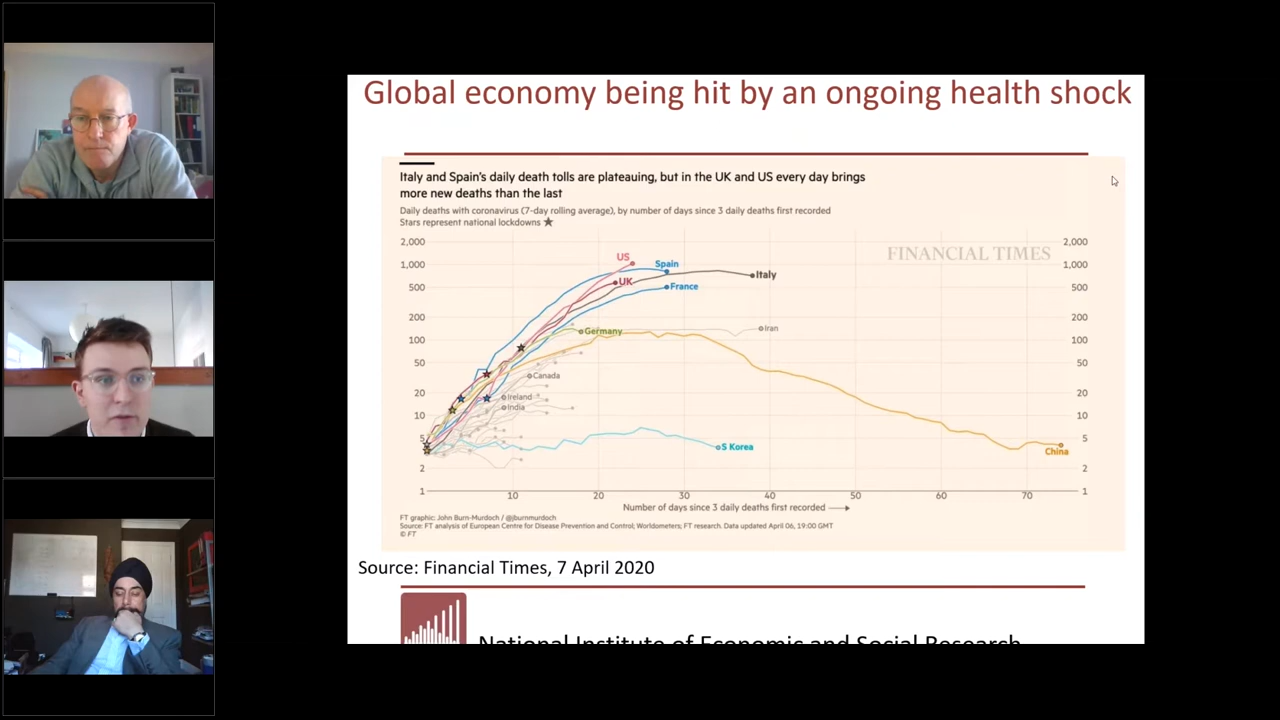 Global economy being hit by an ongoing health shock
Italy and Spain's daily death tolls are plateauing, but in the UK and US every day brings
more new deaths than the last
Daily deaths with coronavirus (7-day rolling average), by number of days since 3 daily deaths first recorded
Stars represent national lockdowns ★
FINANCIAL TIMES
2,000
1,000
500
200
100
50
20
10
5
2
1
2,000
1,000
500
200
100
50
20
10
5
2
1
US
Spain
Italy
UK
France
Germany
Iran
Canada
Ireland
India
S Korea
China
10 20 30 40 50 60 70
Number of days since 3 daily deaths first recorded
FT graphic: John Burn-Murdoch / @jburnmurdoch
Source: FT analysis of European Centre for Disease Prevention and Control; Worldometers; FT research. Data updated April 06, 19:00 GMT
© FT
Source: Financial Times, 7 April 2020
National Institute of Economic and Social Research